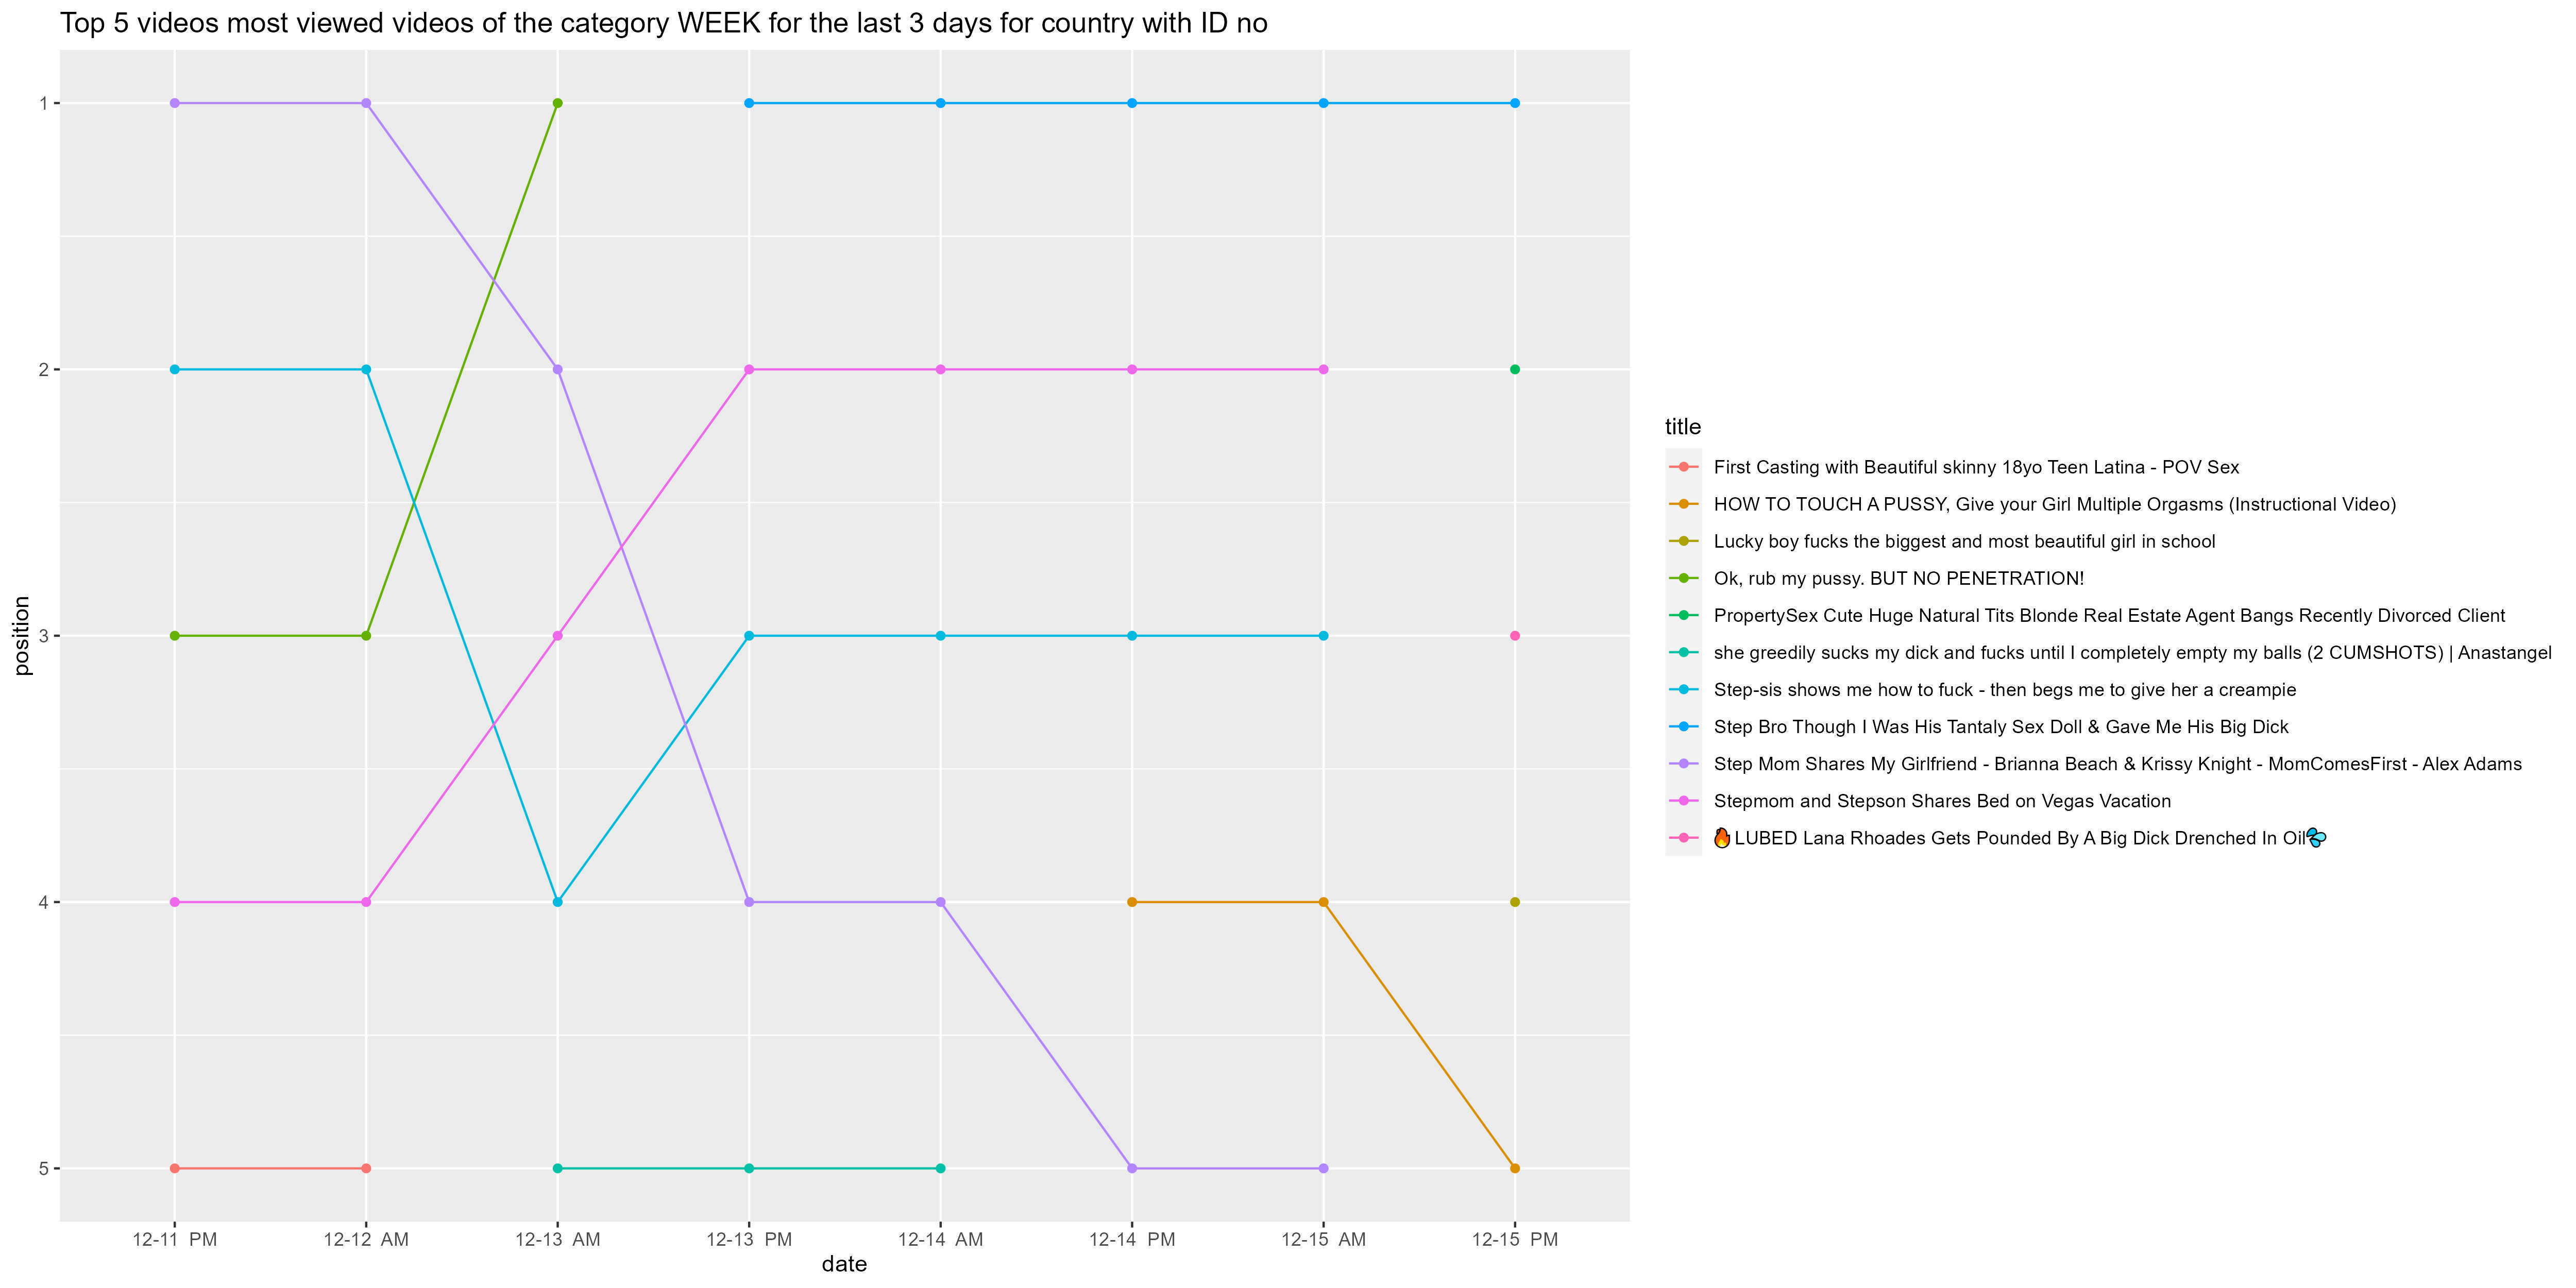 Top 5 videos most viewed videos of the category WEEK for the last 3 days for country with ID no
position
1
2
3
4
5
12-11 PM
12-12 AM
12-13 AM
12-13 PM
12-14 AM
12-14 PM
12-15 AM
12-15 PM
date
title
First Casting with Beautiful skinny 18yo Teen Latina - POV Sex
HOW TO TOUCH A PUSSY, Give your Girl Multiple Orgasms (Instructional Video)
Lucky boy fucks the biggest and most beautiful girl in school
Ok, rub my pussy. BUT NO PENETRATION!
PropertySex Cute Huge Natural Tits Blonde Real Estate Agent Bangs Recently Divorced Client
she greedily sucks my dick and fucks until I completely empty my balls (2 CUMSHOTS) | Anastangel
Step-sis shows me how to fuck - then begs me to give her a creampie
Step Bro Though I Was His Tantaly Sex Doll & Gave Me His Big Dick
Step Mom Shares My Girlfriend - Brianna Beach & Krissy Knight - MomComesFirst - Alex Adams
Stepmom and Stepson Shares Bed on Vegas Vacation
🔥LUBED Lana Rhoades Gets Pounded By A Big Dick Drenched In Oil💦